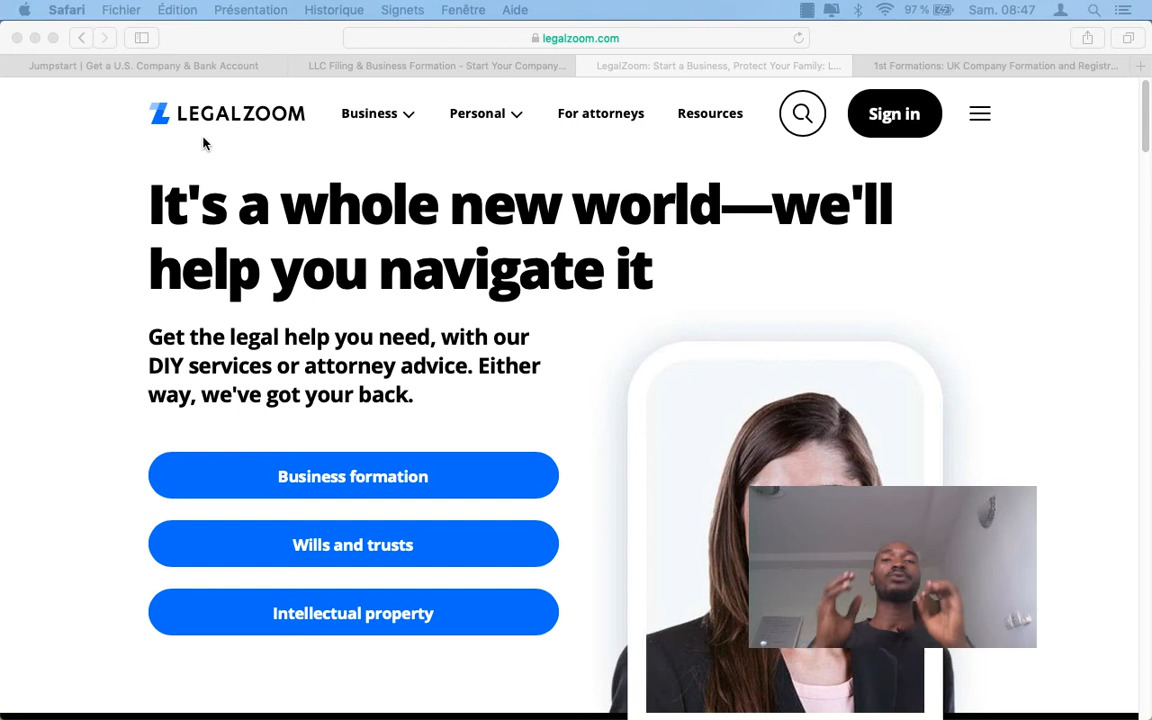 Safari Fichier Édition Présentation Historique Signets Fenêtre Aide 97 % Sam. 08:47
legalzoom.com
Jumpstart | Get a U.S. Company & Bank Account
LLC Filing & Business Formation - Start Your Company...
LegalZoom: Start a Business, Protect Your Family: L...
1st Formations: UK Company Formation and Registr...
LEGALZOOM
Business
Personal
For attorneys
Resources
Sign in
It's a whole new world—we'll
help you navigate it
Get the legal help you need, with our
DIY services or attorney advice. Either
way, we've got your back.
Business formation
Wills and trusts
Intellectual property